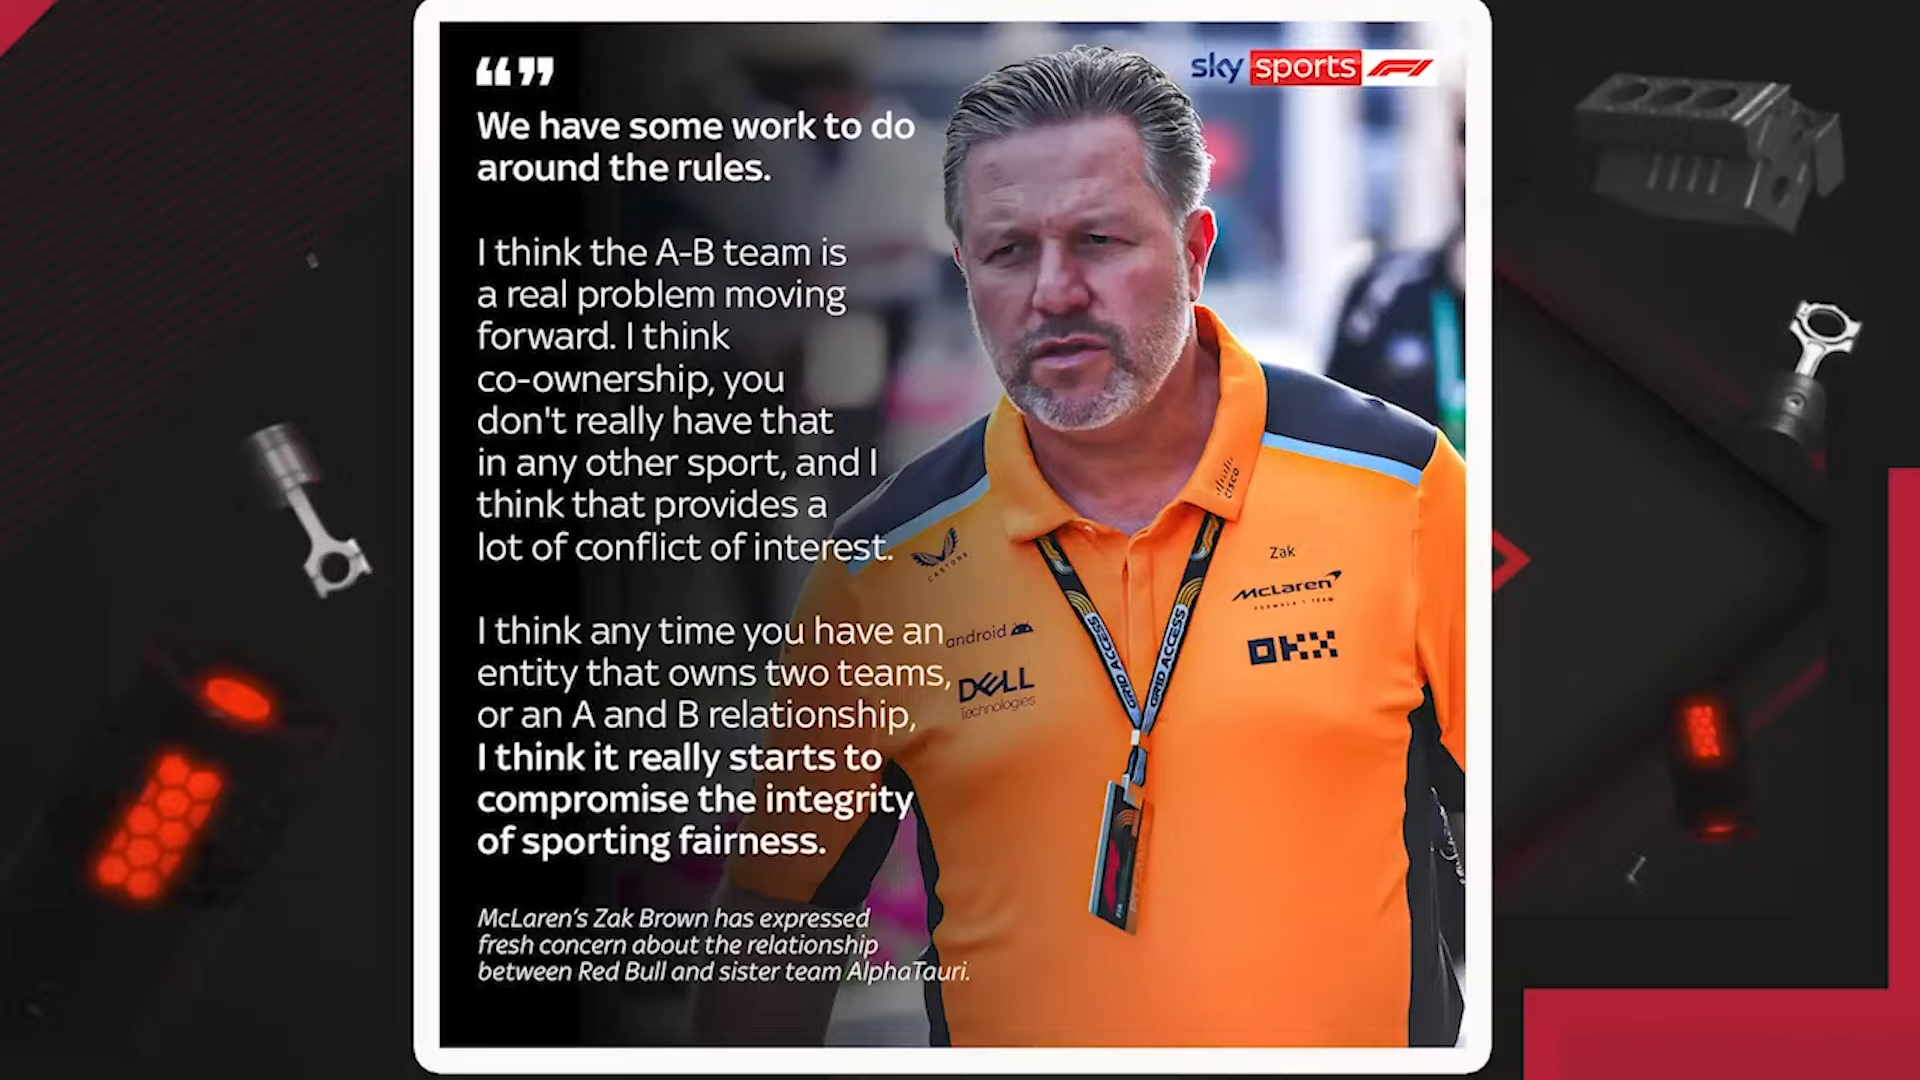 sky sports F1
We have some work to do
around the rules.
I think the A-B team is
a real problem moving
forward. I think
co-ownership, you
don't really have that
in any other sport, and I
think that provides a
lot of conflict of interest.
I think any time you have an
entity that owns two teams,
or an A and B relationship,
I think it really starts to
compromise the integrity
of sporting fairness.
McLaren's Zak Brown has expressed
fresh concern about the relationship
between Red Bull and sister team AlphaTauri.
cisco
CASTORE
Zak
McLaren
FORMULA 1 TEAM
android
OKX
DELL
Technologies
GRID ACCESS
GRID ACCESS